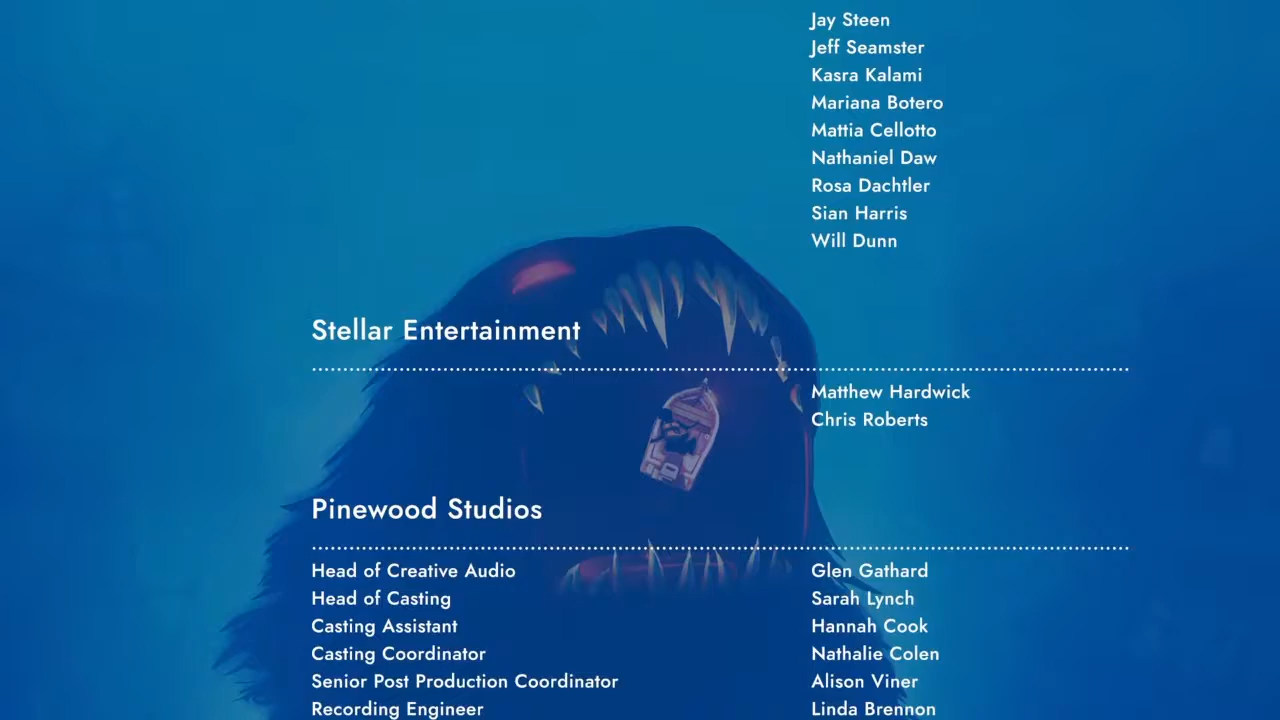 Jay Steen
Jeff Seamster
Kasra Kalami
Mariana Botero
Mattia Cellotto
Nathaniel Daw
Rosa Dachtler
Sian Harris
Will Dunn
Stellar Entertainment
Matthew Hardwick
Chris Roberts
Pinewood Studios
Head of Creative Audio Glen Gathard
Head of Casting Sarah Lynch
Casting Assistant Hannah Cook
Casting Coordinator Nathalie Colen
Senior Post Production Coordinator Alison Viner
Recording Engineer Linda Brennon